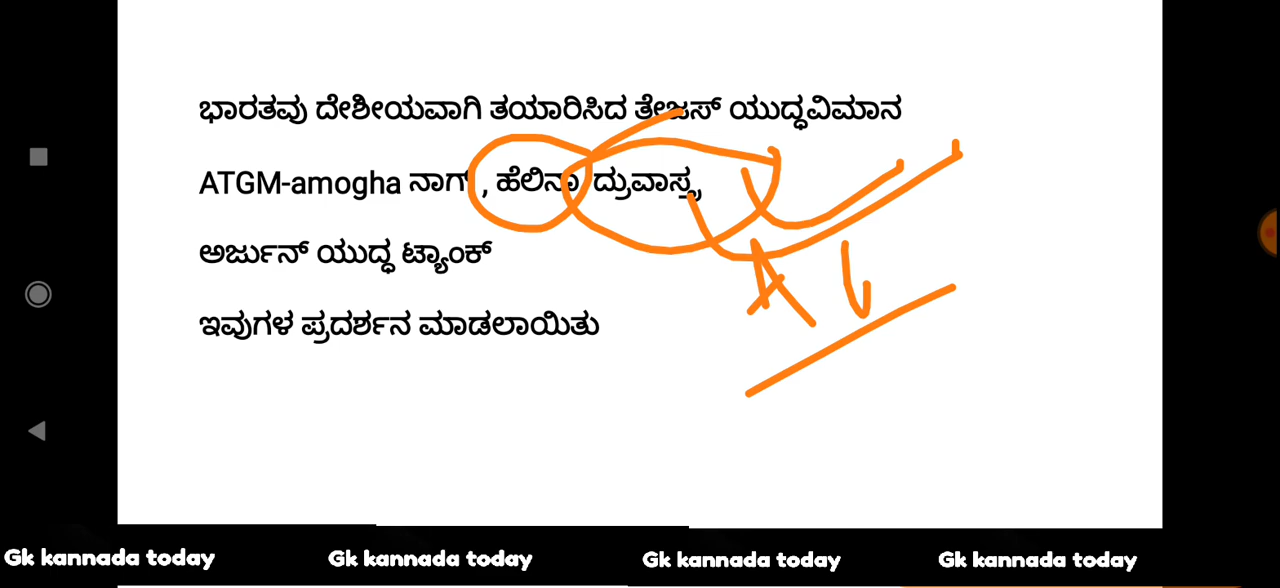 ಭಾರತವು ದೇಶೀಯವಾಗಿ ತಯಾರಿಸಿದ ತೇಜಸ್ ಯುದ್ಧವಿಮಾನ
ATGM-amogha ನಾಗ್ , ಹೆಲಿನಾ ದ್ರುವಾಸ್ತ್ರ
ಅರ್ಜುನ್ ಯುದ್ಧ ಟ್ಯಾಂಕ್
ಇವುಗಳ ಪ್ರದರ್ಶನ ಮಾಡಲಾಯಿತು
Gk kannada today Gk kannada today Gk kannada today Gk kannada today